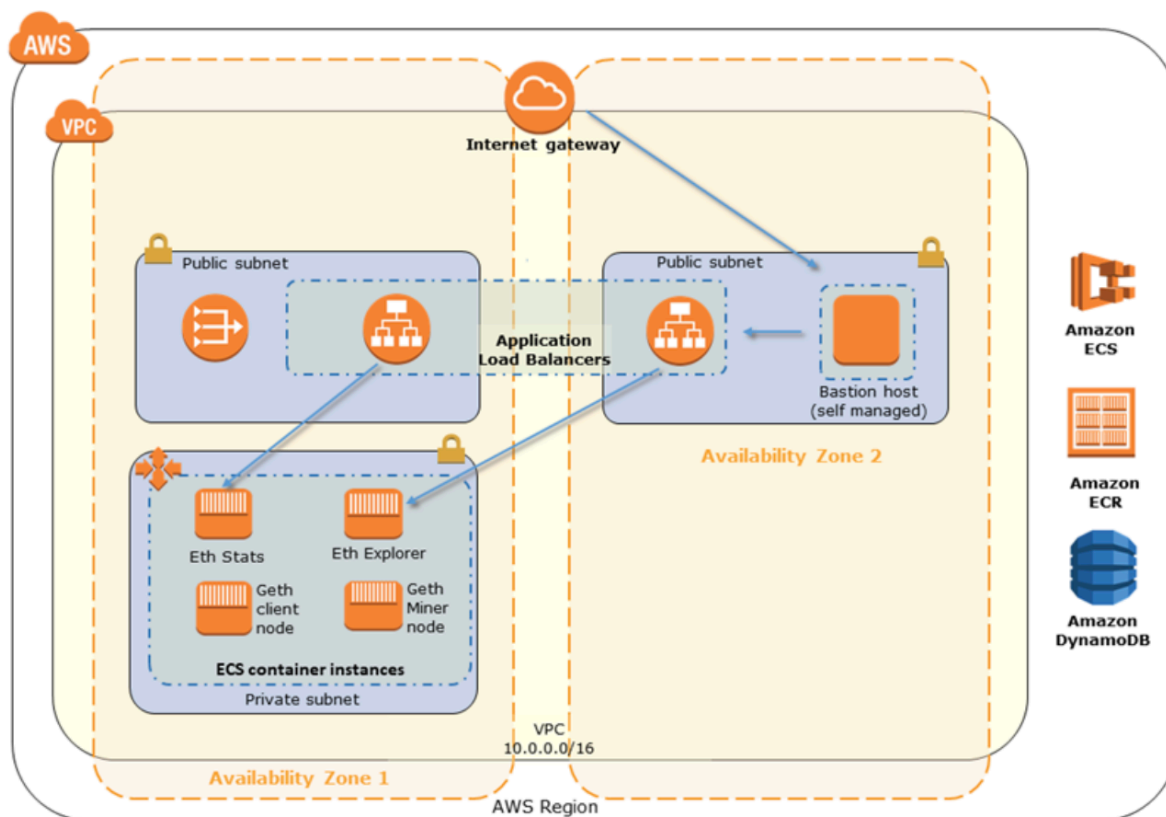 AWS
VPC
Internet gateway
Public subnet
Public subnet
Application
Load Balancers
Bastion host
(self managed)
Amazon
ECS
Availability Zone 2
Amazon
ECR
Eth Stats
Eth Explorer
Geth
client
node
Geth
Miner
node
Amazon
DynamoDB
ECS container instances
Private subnet
VPC
10.0.0.0/16
Availability Zone 1
AWS Region